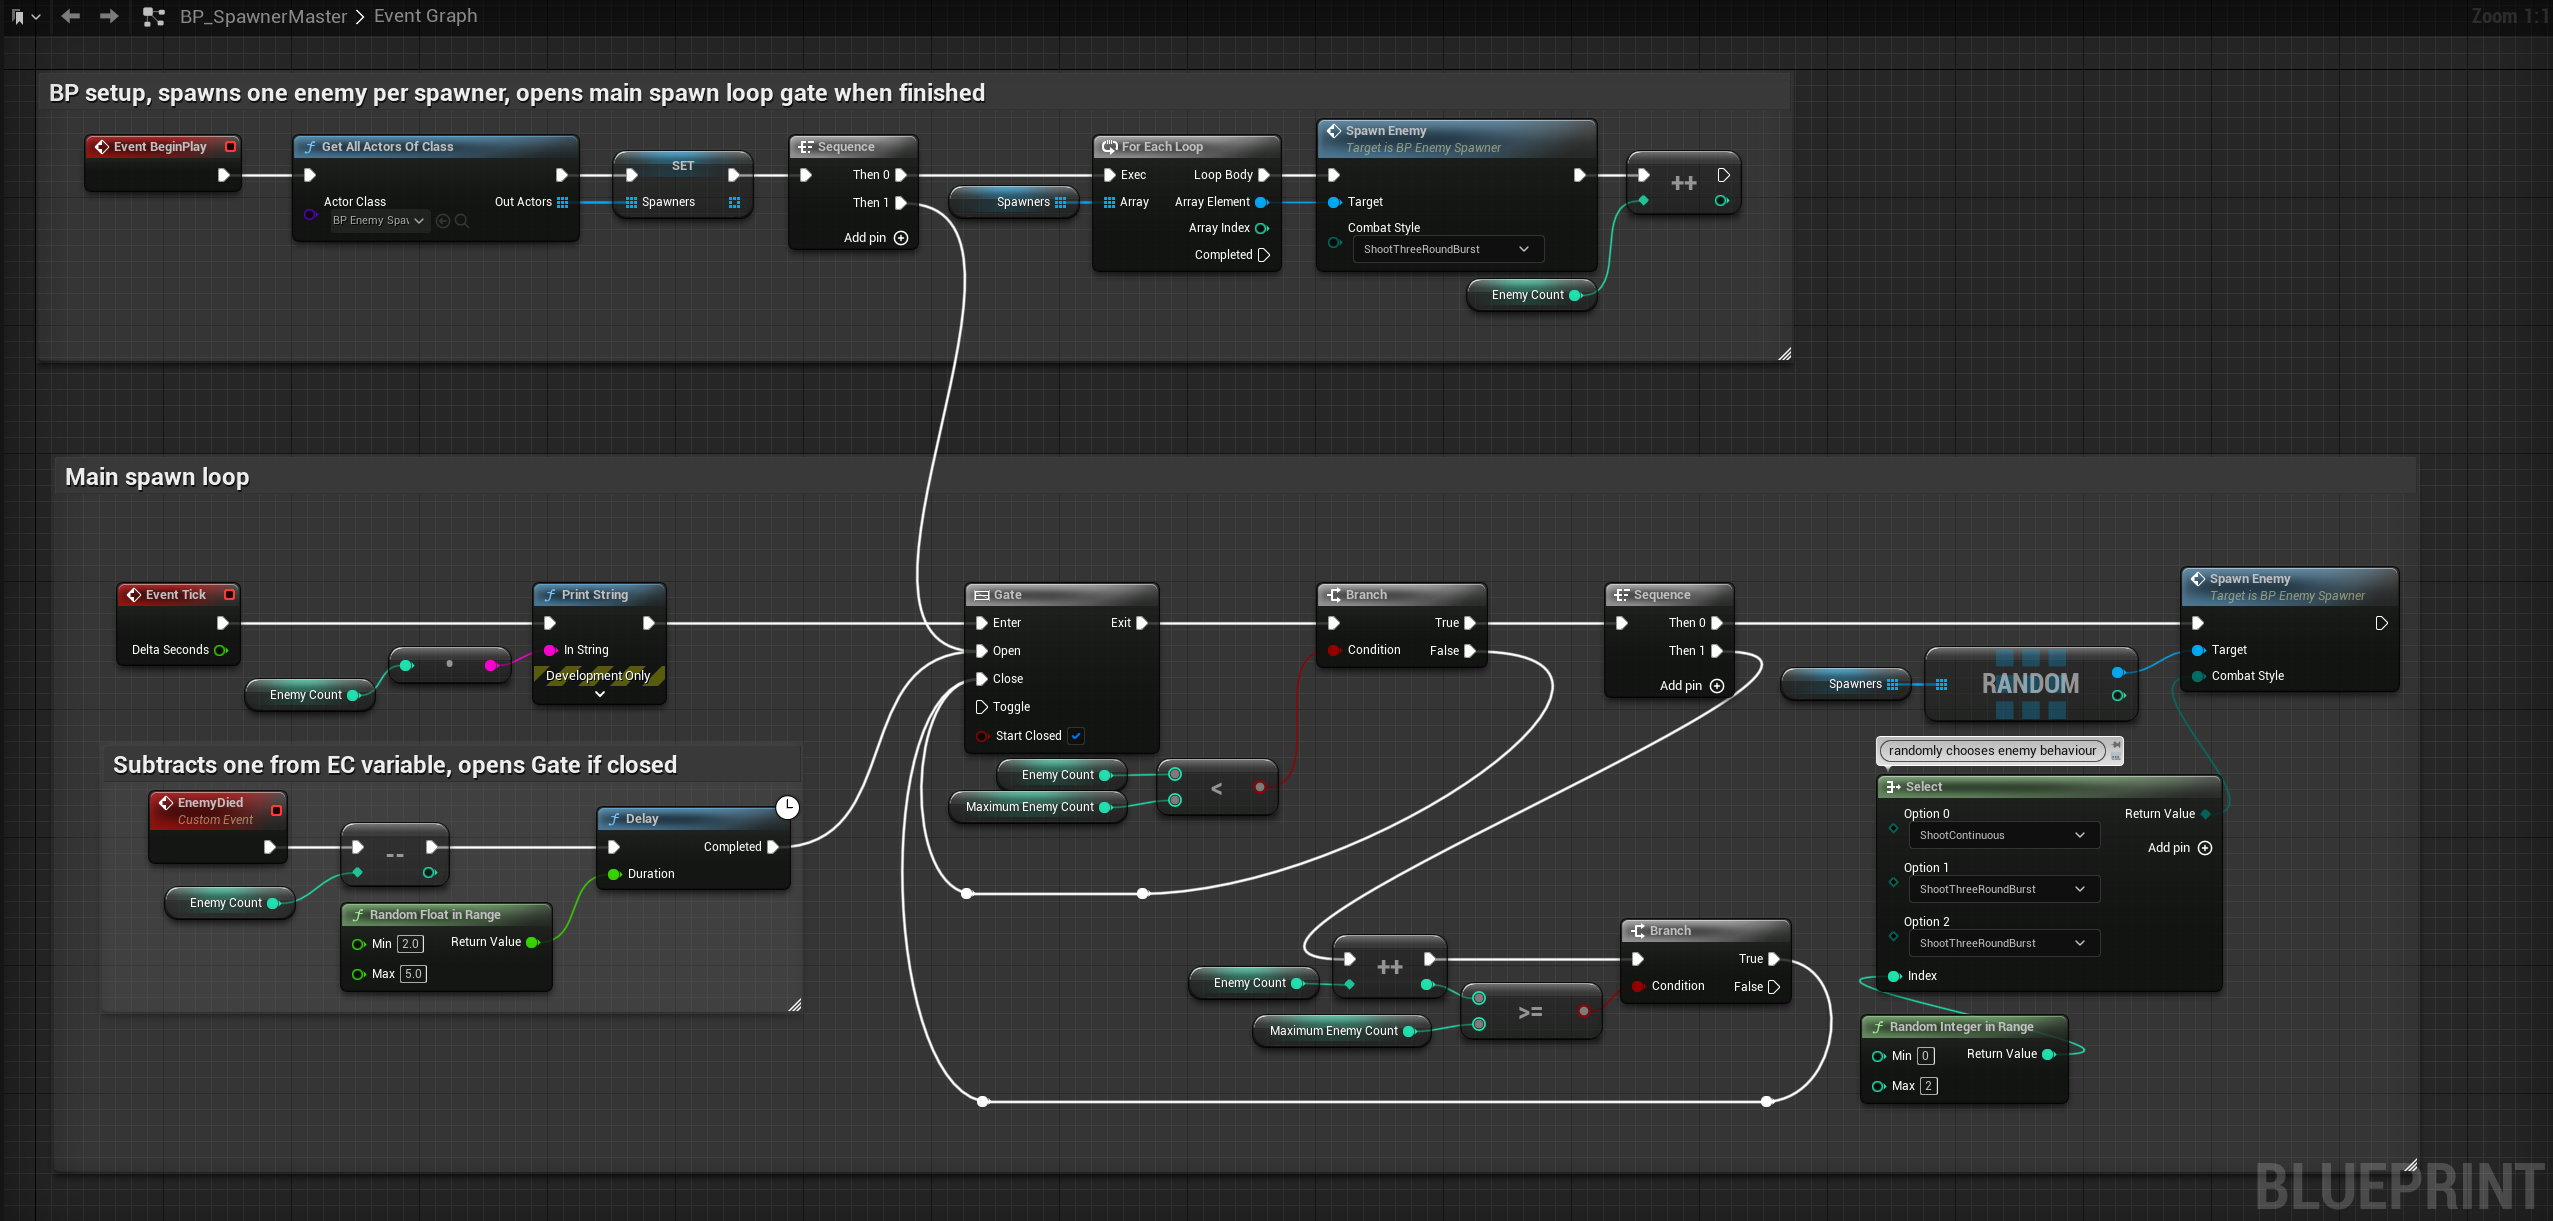 BP_SpawnerMaster > Event Graph
Zoom 1:1
BP setup, spawns one enemy per spawner, opens main spawn loop gate when finished
Event BeginPlay
Get All Actors Of Class
Actor Class
BP Enemy Spav
Out Actors
SET
Spawners
Sequence
Then 0
Then 1
Add pin
Spawners
For Each Loop
Exec
Loop Body
Array
Array Element
Array Index
Completed
Spawn Enemy
Target is BP Enemy Spawner
Target
Combat Style
ShootThreeRoundBurst
Enemy Count
++
Main spawn loop
Event Tick
Delta Seconds
Enemy Count
Print String
In String
Development Only
Gate
Enter
Exit
Open
Close
Toggle
Start Closed
Enemy Count
Maximum Enemy Count
<
Branch
True
Condition
False
Sequence
Then 0
Then 1
Add pin
Spawners
RANDOM
Spawn Enemy
Target is BP Enemy Spawner
Target
Combat Style
randomly chooses enemy behaviour
Select
Option 0
ShootContinuous
Return Value
Add pin
Option 1
ShootThreeRoundBurst
Option 2
ShootThreeRoundBurst
Index
Random Integer in Range
Min 0
Return Value
Max 2
Subtracts one from EC variable, opens Gate if closed
EnemyDied
Custom Event
Enemy Count
--
Delay
Completed
Duration
Random Float in Range
Min 2.0
Return Value
Max 5.0
Enemy Count
++
Maximum Enemy Count
>=
Branch
True
Condition
False
BLUEPRINT